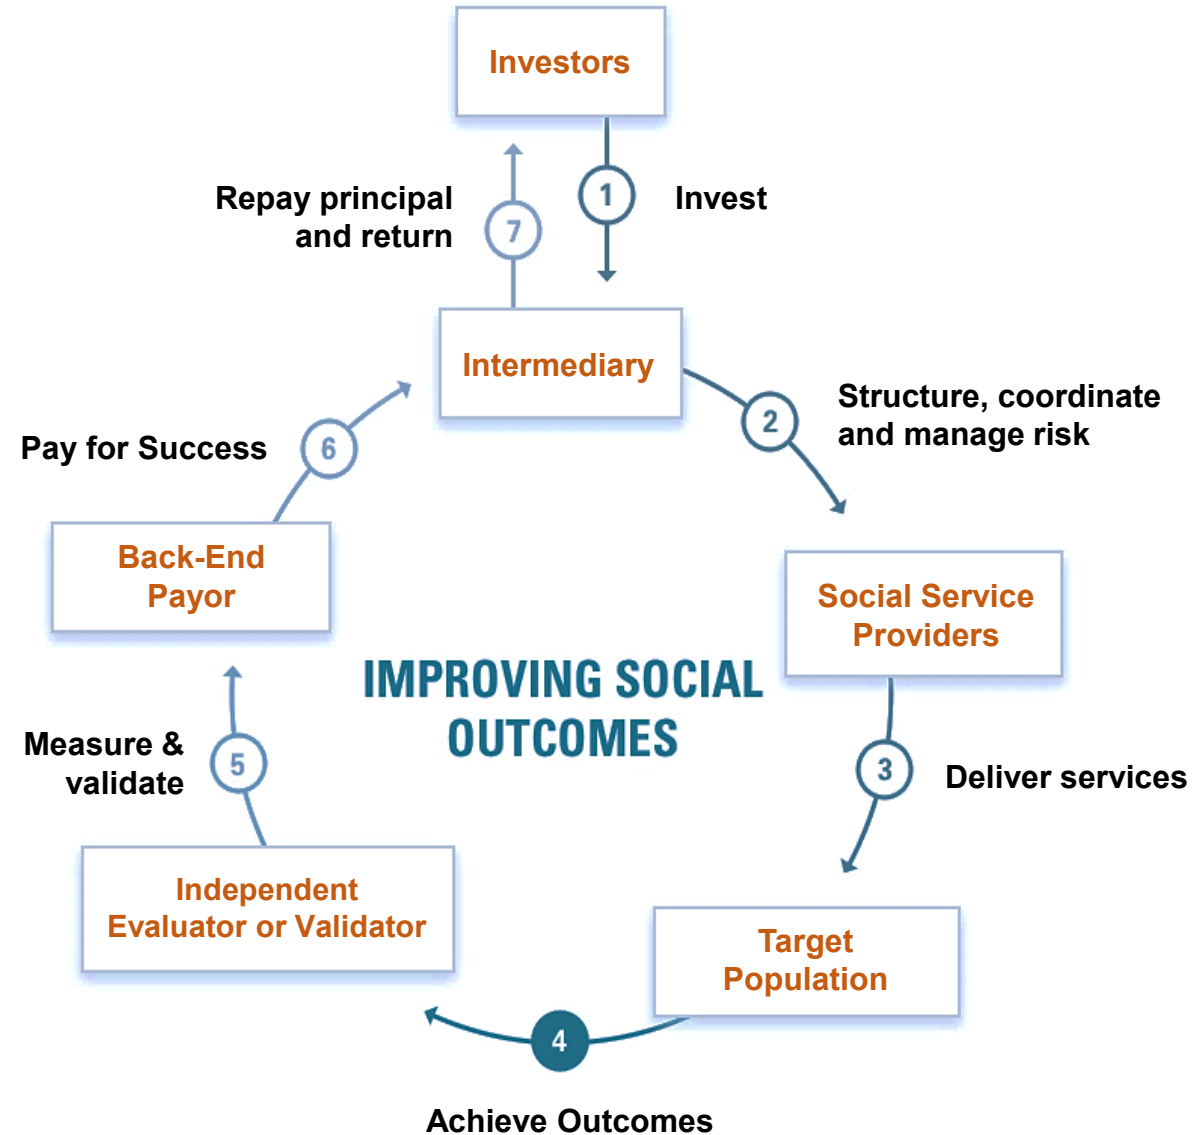 Investors
1
Invest
Repay principal
and return
7
Intermediary
2
Structure, coordinate
and manage risk
Pay for Success
6
Back-End
Payor
Social Service
Providers
IMPROVING SOCIAL
OUTCOMES
Measure &
validate
5
3
Deliver services
Independent
Evaluator or Validator
Target
Population
4
Achieve Outcomes